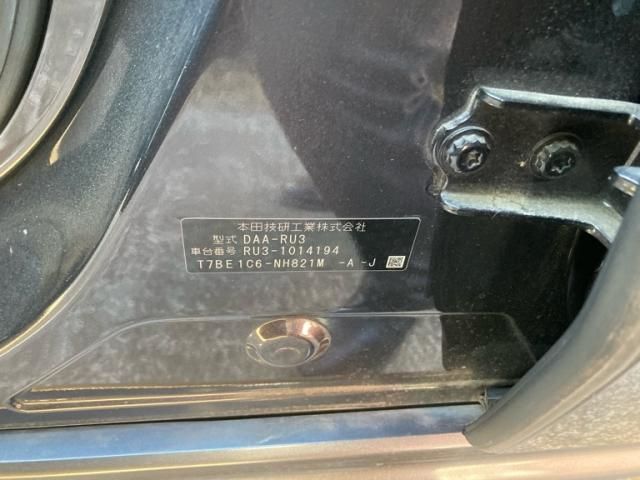 本田技研工業株式会社
型式 DAA-RU3
車台番号 RU3-1014194
T7BE1C6-NH821M -A-J